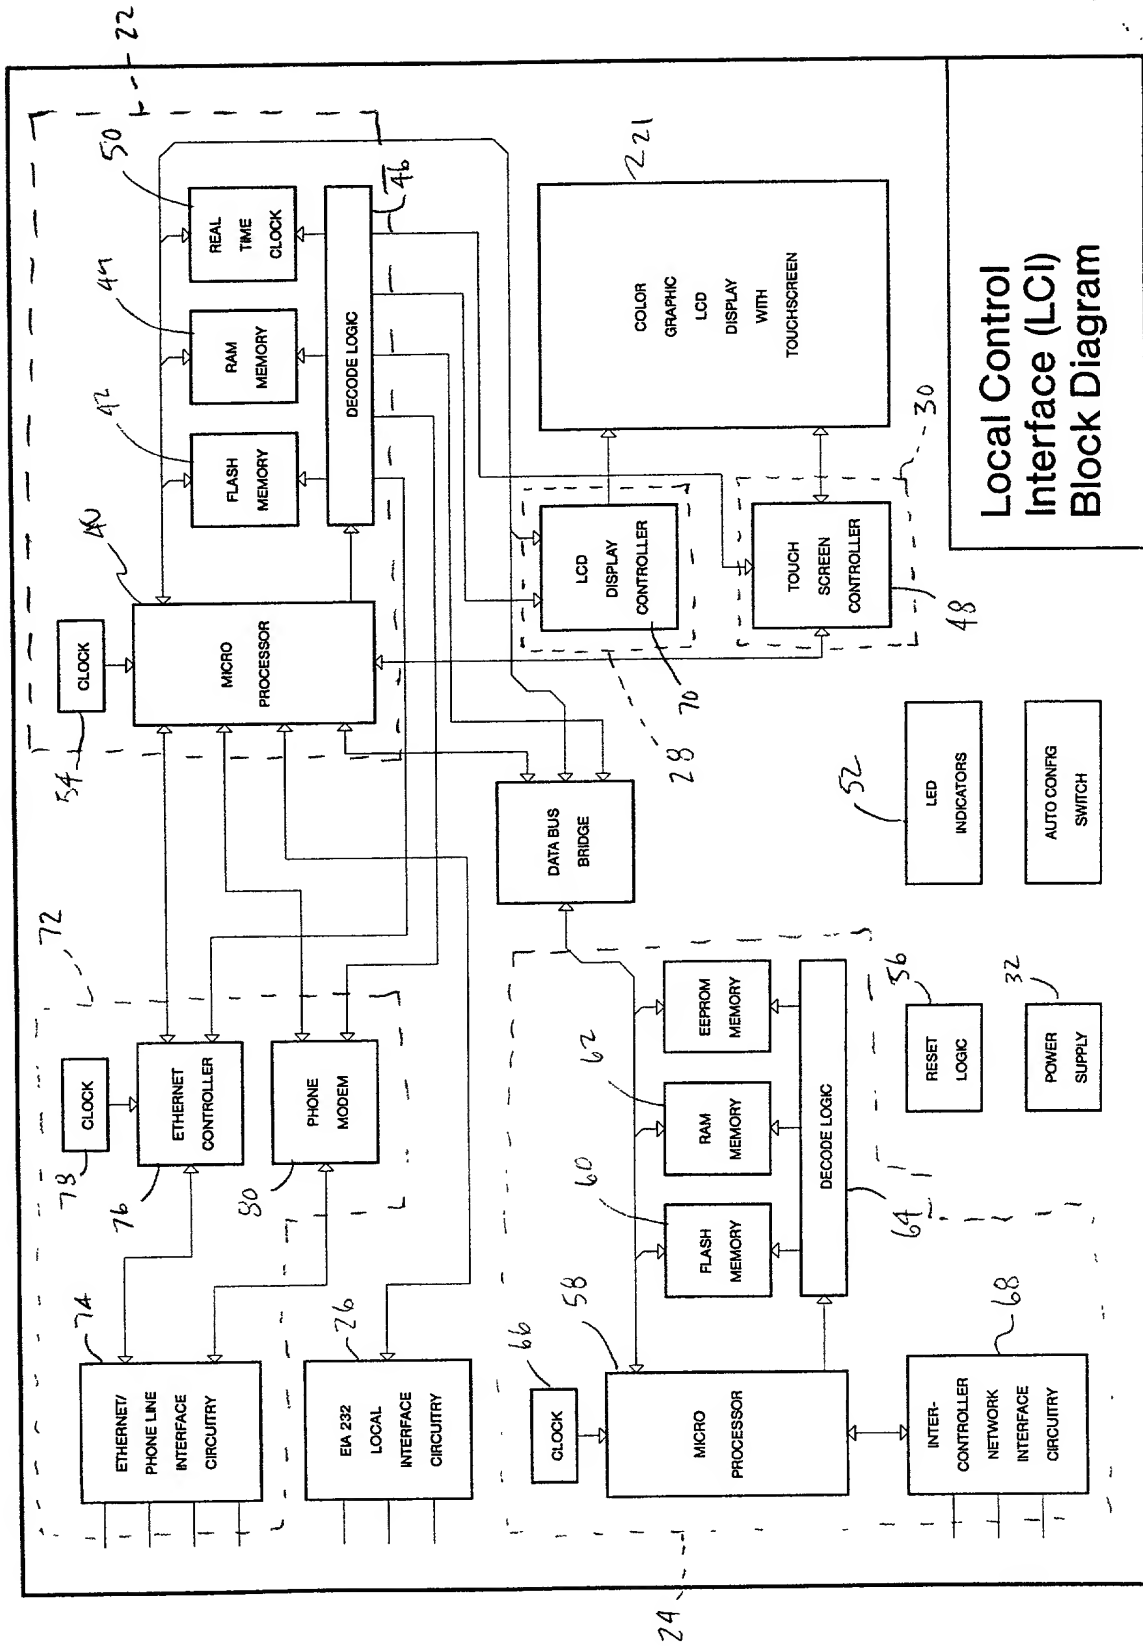 74
ETHERNET/
PHONE LINE
INTERFACE
CIRCUITRY
78
CLOCK
76
ETHERNET
CONTROLLER
80
PHONE
MODEM
72
26
EIA 232
LOCAL
INTERFACE
CIRCUITRY
54
CLOCK
40
MICRO
PROCESSOR
42
FLASH
MEMORY
44
RAM
MEMORY
50
REAL
TIME
CLOCK
22
DECODE LOGIC
46
DATA BUS
BRIDGE
28
LCD
DISPLAY
CONTROLLER
70
COLOR
GRAPHIC
LCD
DISPLAY
WITH
TOUCHSCREEN
21
TOUCH
SCREEN
CONTROLLER
48
30
24
66
CLOCK
58
MICRO
PROCESSOR
60
FLASH
MEMORY
62
RAM
MEMORY
EEPROM
MEMORY
DECODE LOGIC
64
68
INTER-
CONTROLLER
NETWORK
INTERFACE
CIRCUITRY
56
RESET
LOGIC
52
LED
INDICATORS
32
POWER
SUPPLY
AUTO CONFIG
SWITCH
Local Control
Interface (LCI)
Block Diagram